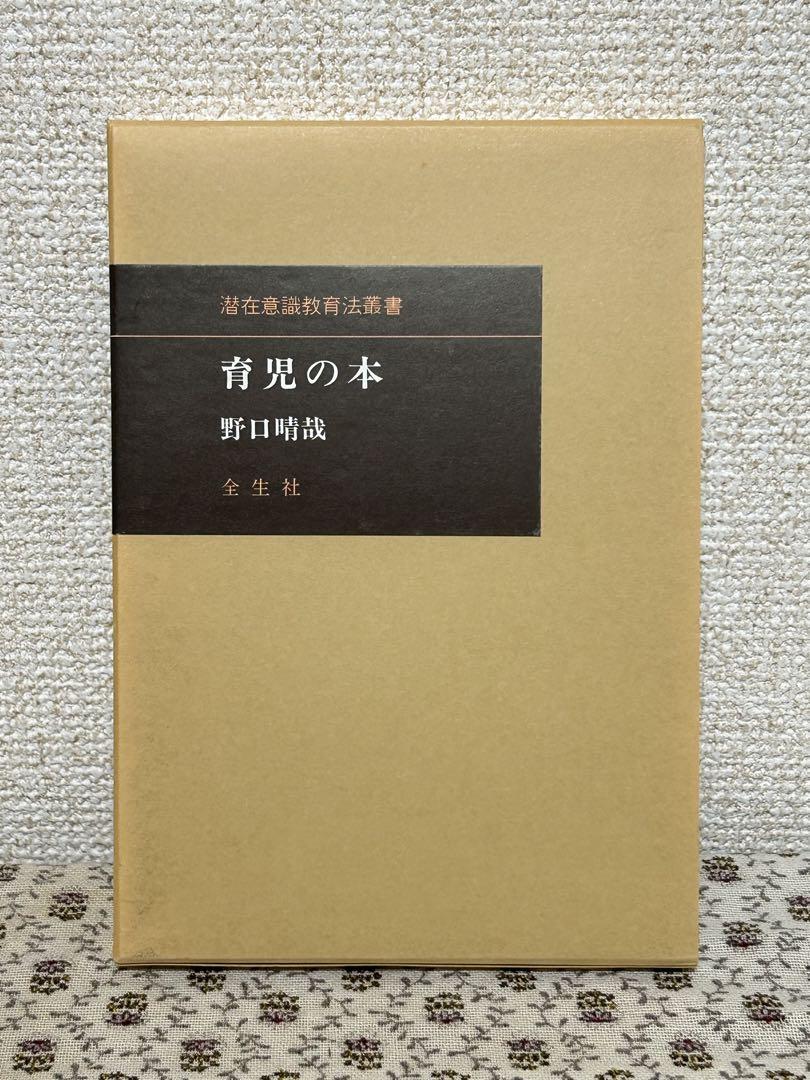 潜在意識教育法叢書
育児の本
野口晴哉
全生社